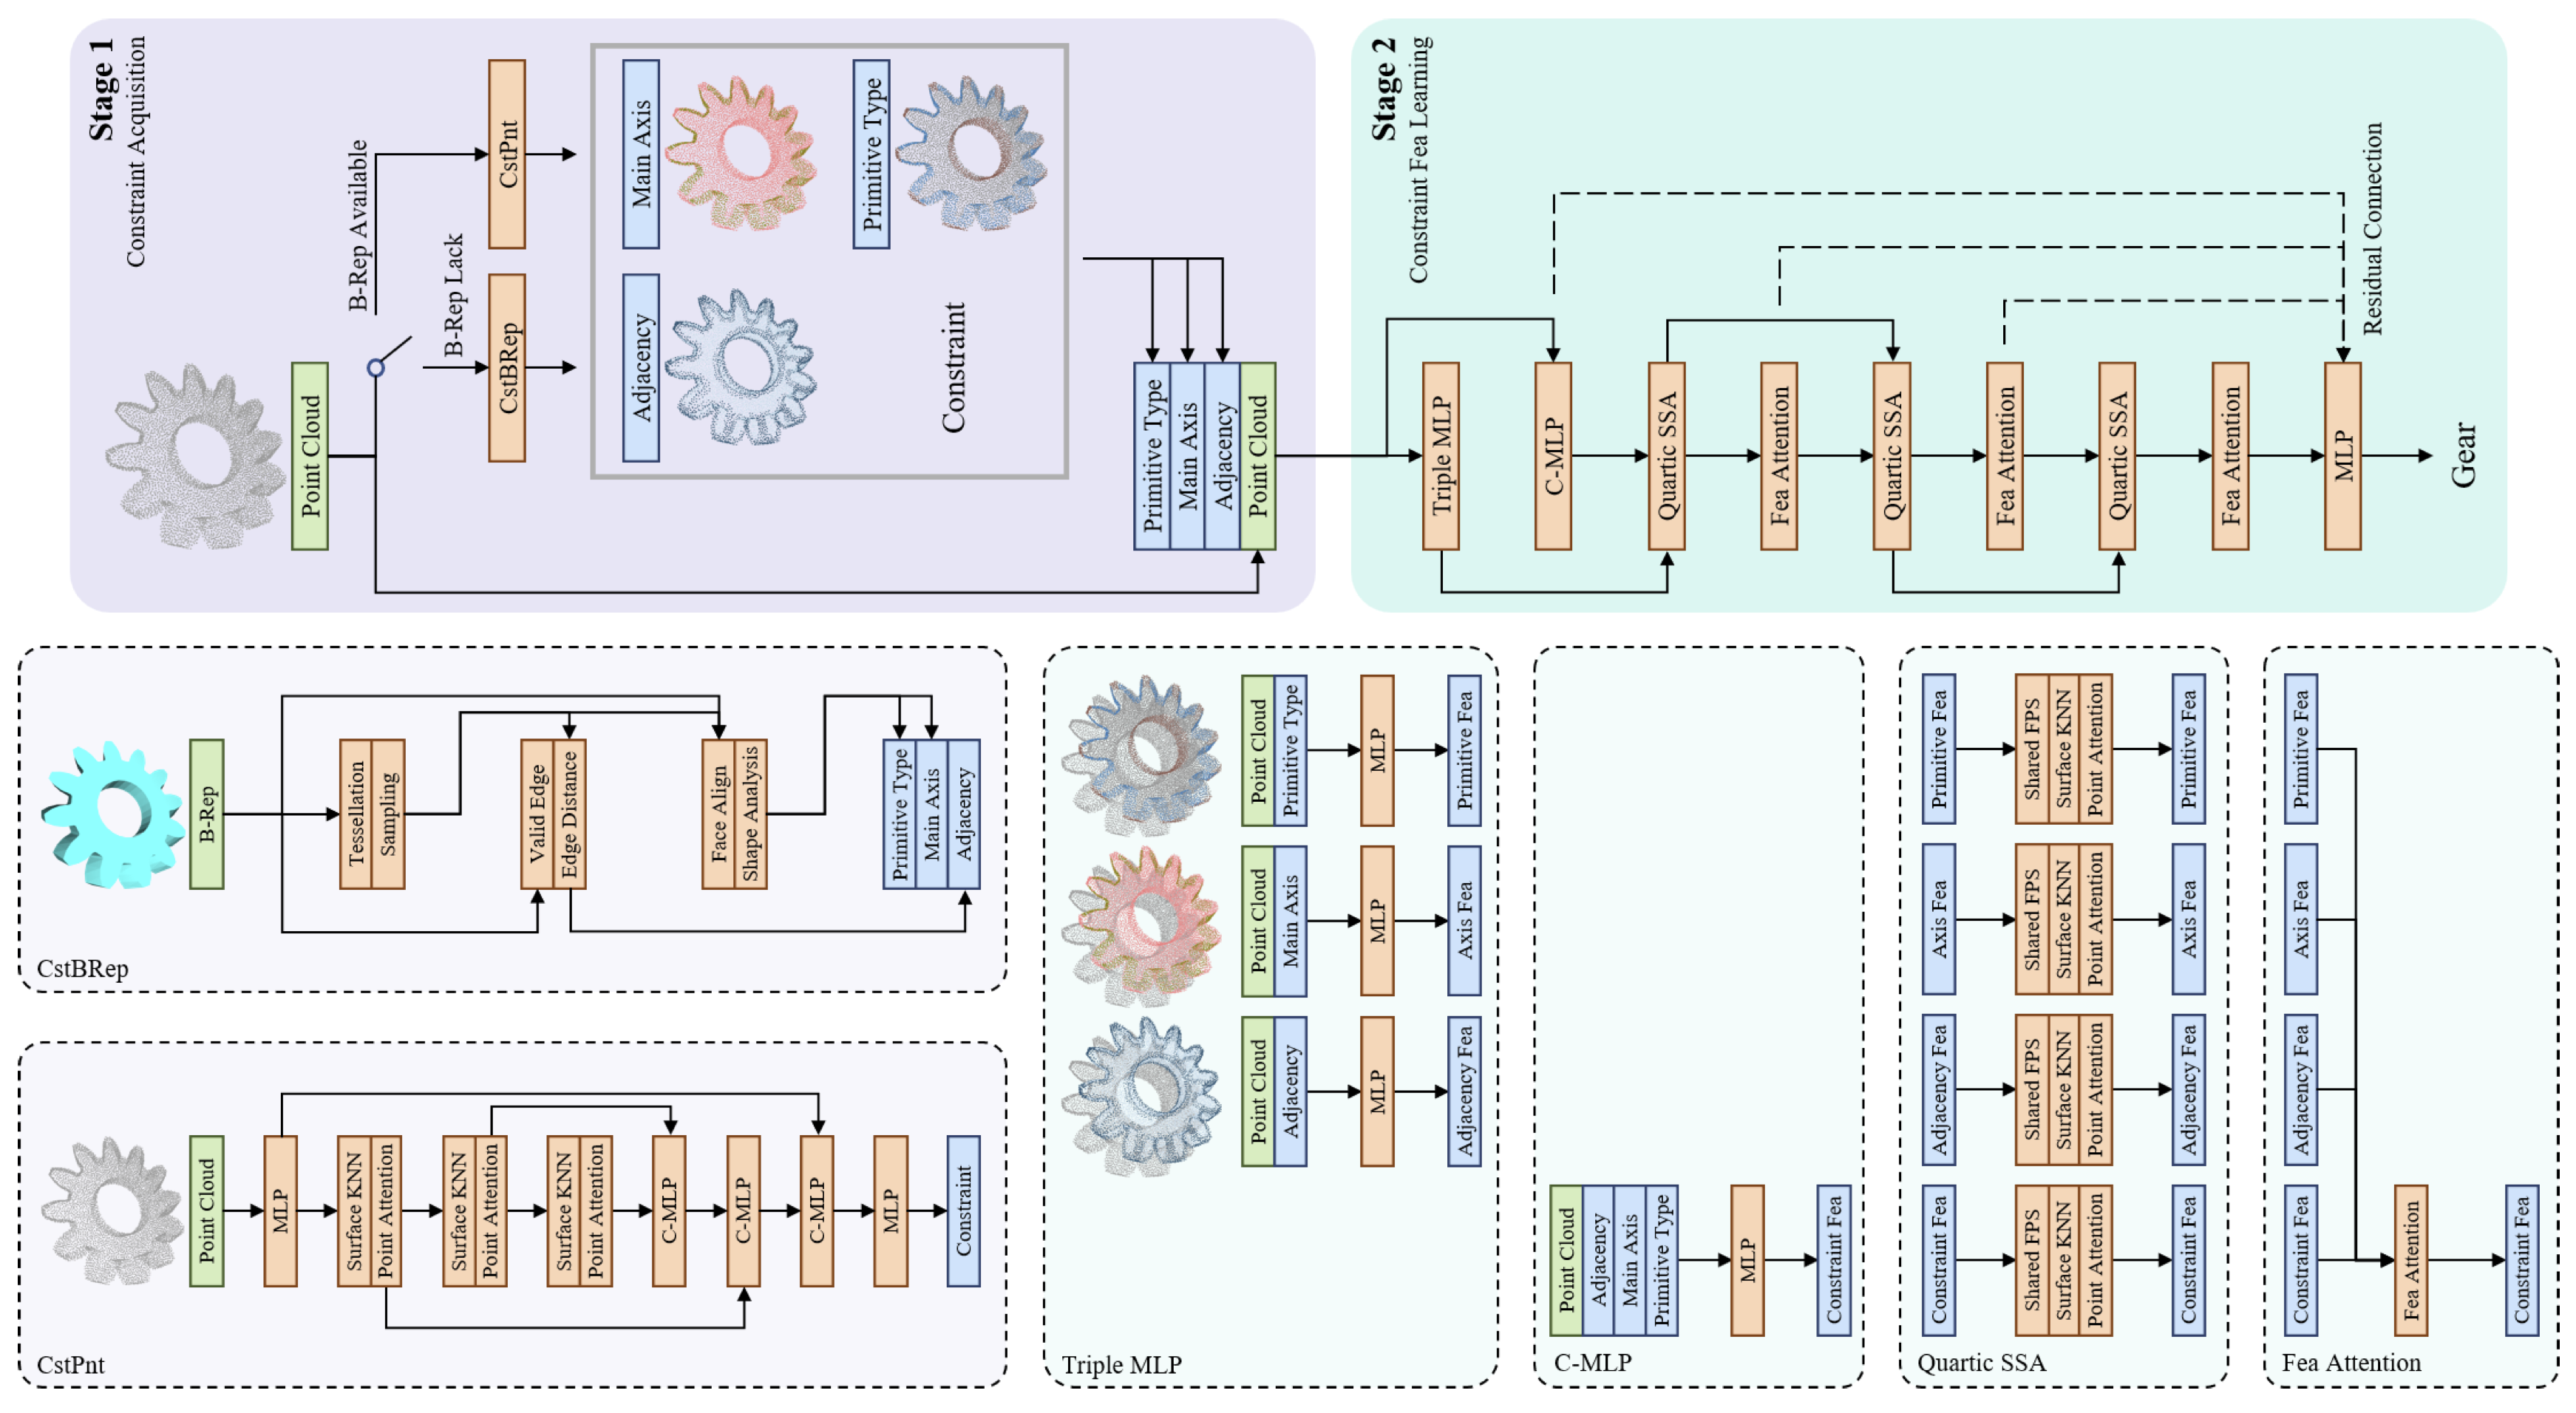 Stage 1
Constraint Acquisition
Point Cloud
B-Rep Available
B-Rep Lack
CstPnt
CstBRep
Main Axis
Primitive Type
Adjacency
Constraint
Primitive Type
Main Axis
Adjacency
Point Cloud
Stage 2
Constraint Fea Learning
Residual Connection
Triple MLP
C-MLP
Quartic SSA
Fea Attention
Quartic SSA
Fea Attention
Quartic SSA
Fea Attention
MLP
Gear
B-Rep
Tessellation
Sampling
Valid Edge
Edge Distance
Face Align
Shape Analysis
Primitive Type
Main Axis
Adjacency
CstBRep
Point Cloud
MLP
Surface KNN
Point Attention
Surface KNN
Point Attention
Surface KNN
Point Attention
C-MLP
C-MLP
C-MLP
MLP
Constraint
CstPnt
Point Cloud
Primitive Type
MLP
Primitive Fea
Point Cloud
Main Axis
MLP
Axis Fea
Point Cloud
Adjacency
MLP
Adjacency Fea
Triple MLP
Point Cloud
Adjacency
Main Axis
Primitive Type
MLP
Constraint Fea
C-MLP
Primitive Fea
Shared FPS
Surface KNN
Point Attention
Primitive Fea
Axis Fea
Shared FPS
Surface KNN
Point Attention
Axis Fea
Adjacency Fea
Shared FPS
Surface KNN
Point Attention
Adjacency Fea
Constraint Fea
Shared FPS
Surface KNN
Point Attention
Constraint Fea
Quartic SSA
Primitive Fea
Axis Fea
Adjacency Fea
Constraint Fea
Fea Attention
Constraint Fea
Fea Attention